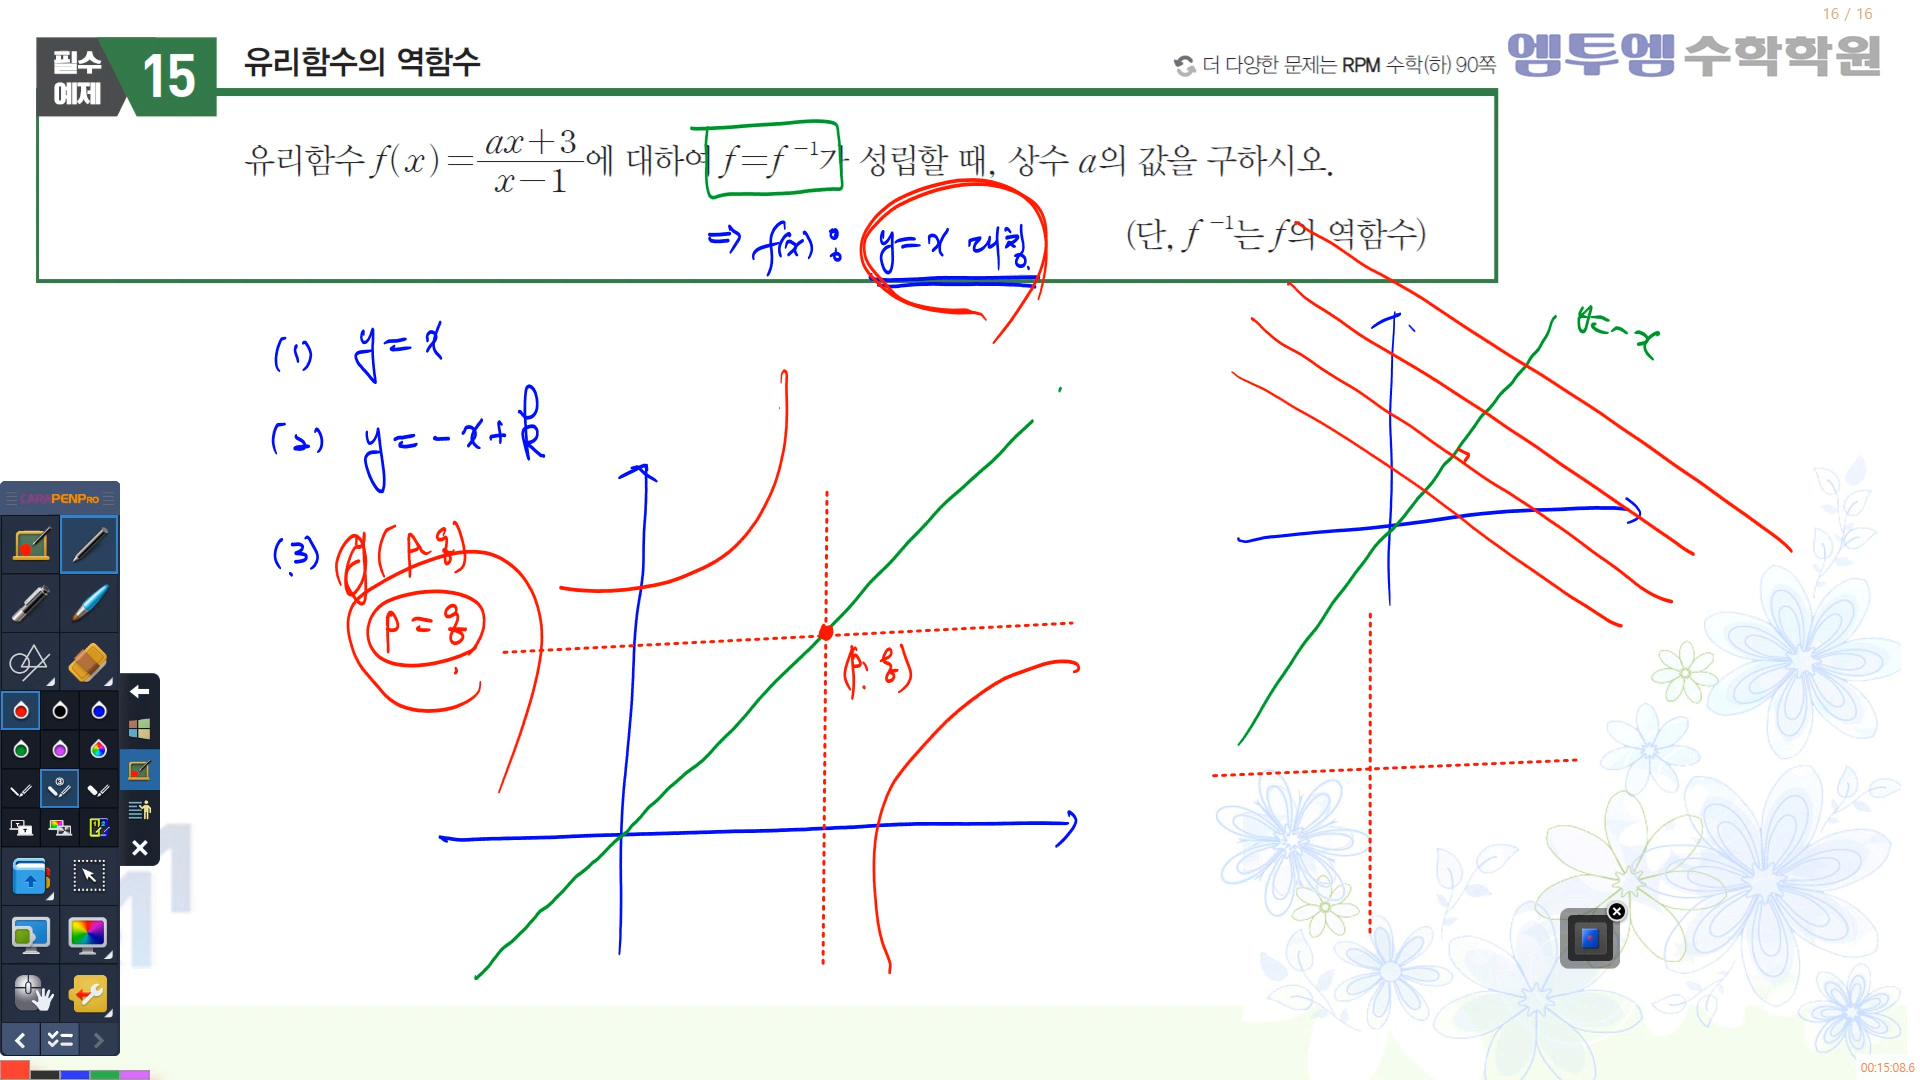 16 / 16
필수 예제 15 유리함수의 역함수
더 다양한 문제는 RPM 수학(하) 90쪽
엠투엠 수학학원
유리함수 f(x)=\frac{ax+3}{x-1}에 대하여 f=f^{-1}가 성립할 때, 상수 a의 값을 구하시오.
⇒ f(x) : y=x 대칭
(단, f^{-1}는 f의 역함수)
(1) y=x
y=x
(2) y=-x+k
(3) (p, q)
p=q
(p, q)
CARAPENPRO
00:15:08.6